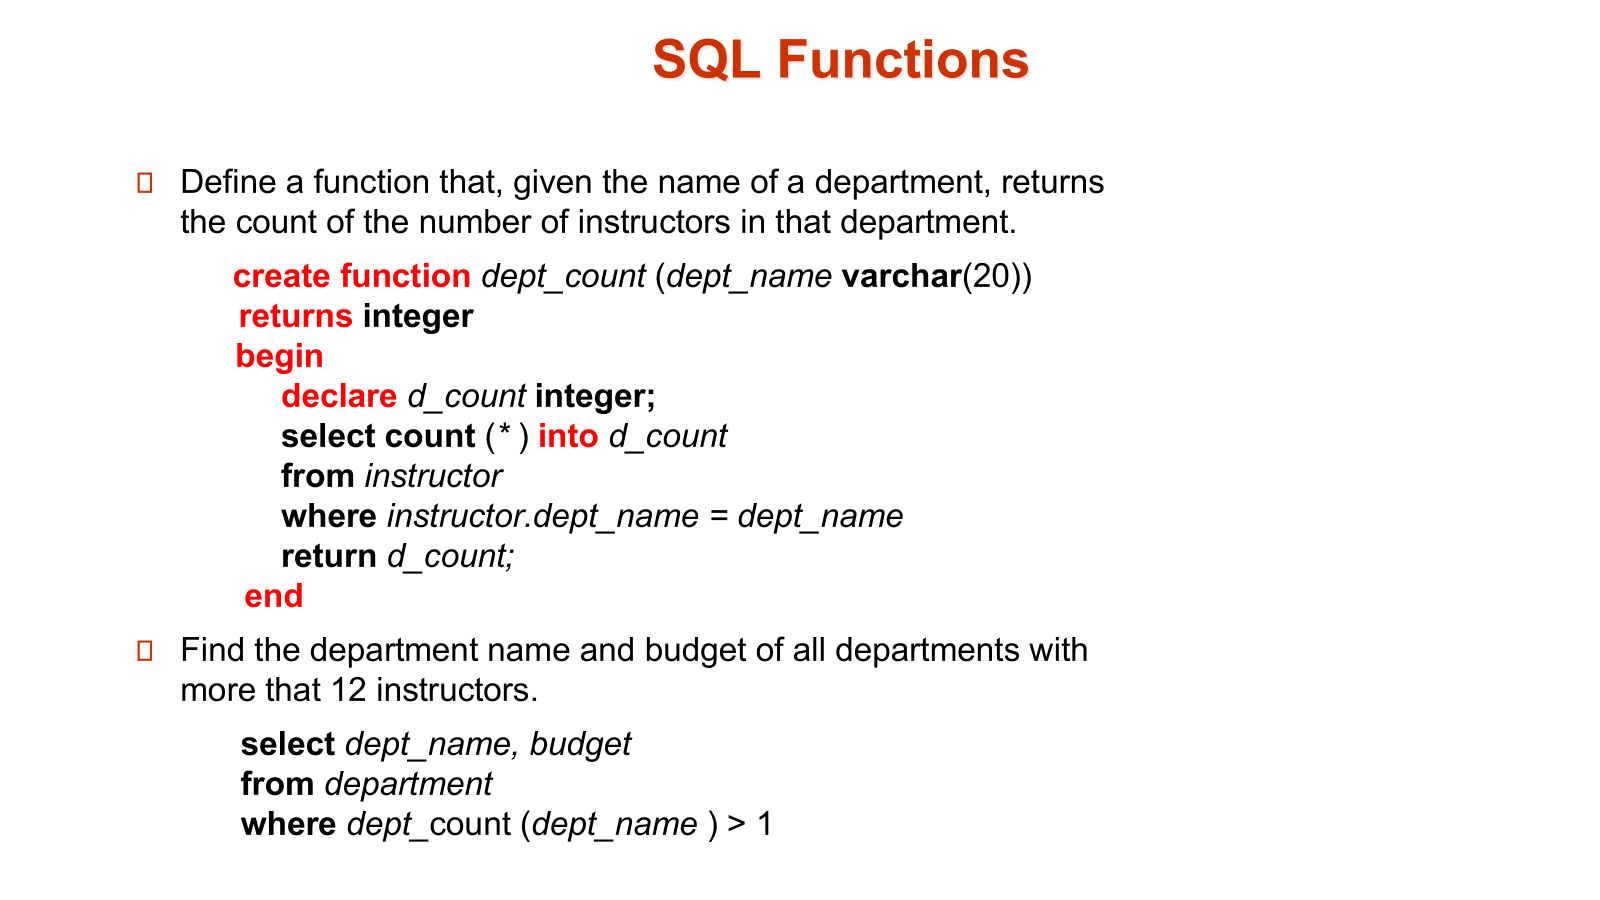 SQL Functions
Define a function that, given the name of a department, returns
the count of the number of instructors in that department.
create function dept_count (dept_name varchar(20))
returns integer
begin
declare d_count integer;
select count (* ) into d_count
from instructor
where instructor.dept_name = dept_name
return d_count;
end
Find the department name and budget of all departments with
more that 12 instructors.
select dept_name, budget
from department
where dept_count (dept_name ) > 1